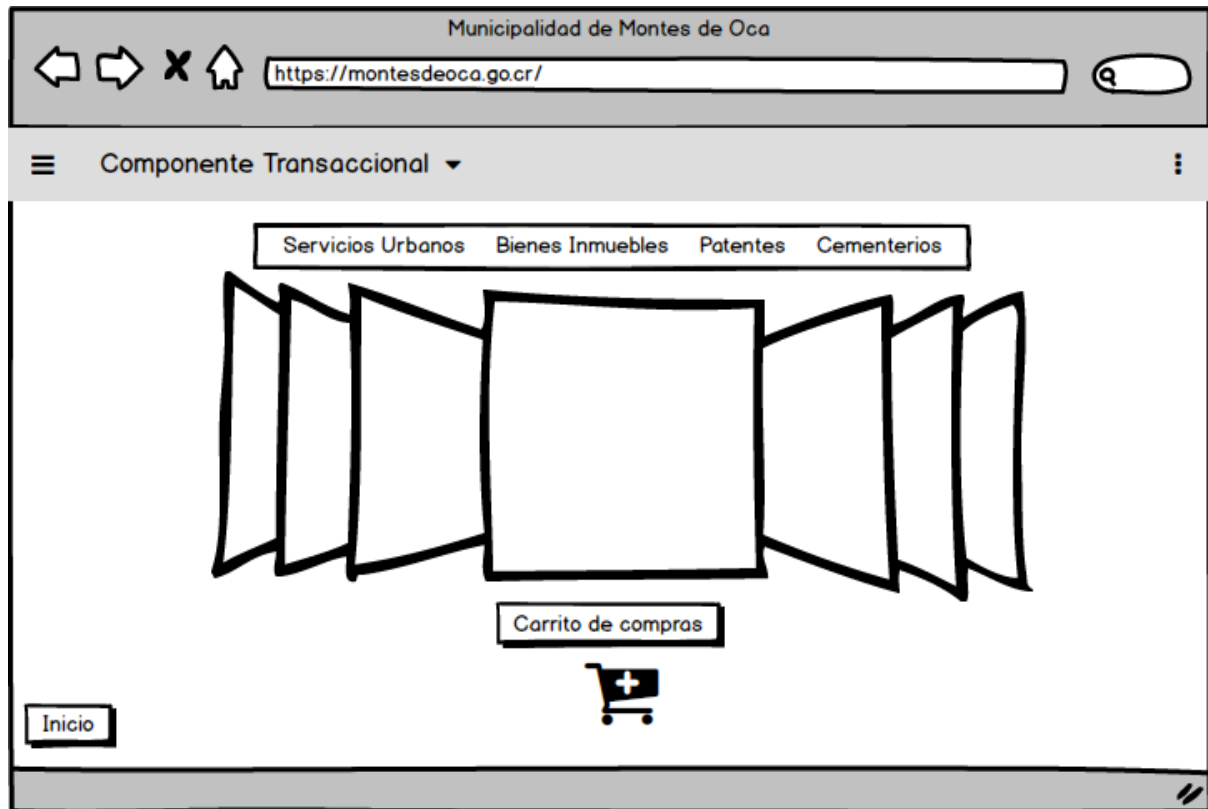 Municipalidad de Montes de Oca
https://montesdeoca.go.cr/
Componente Transaccional
Servicios Urbanos Bienes Inmuebles Patentes Cementerios
Carrito de compras
Inicio